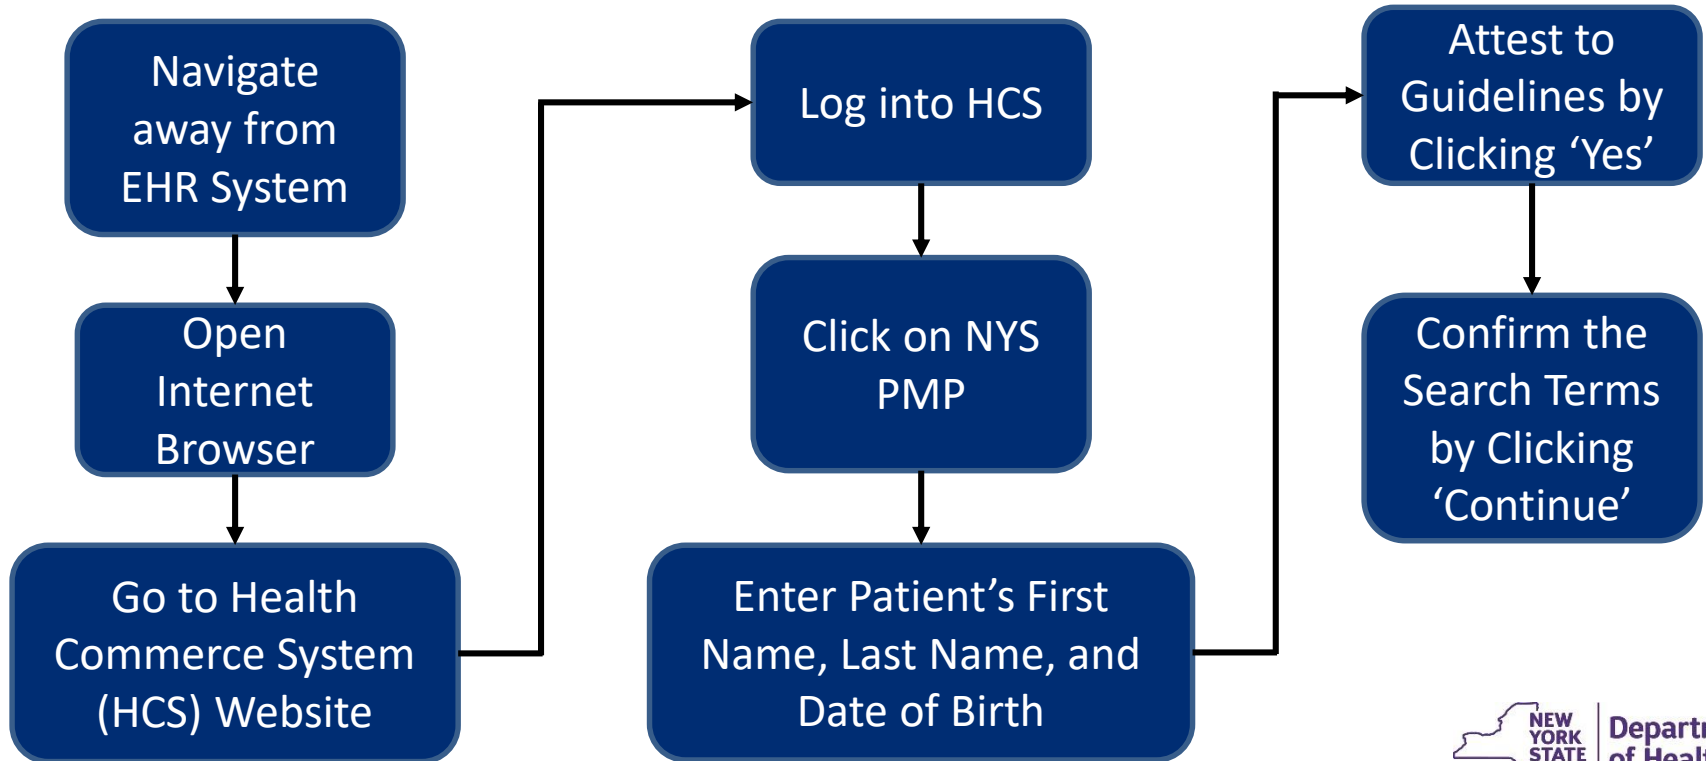 Navigate
away from
EHR System
Open
Internet
Browser
Go to Health
Commerce System
(HCS) Website
Log into HCS
Click on NYS
PMP
Enter Patient’s First
Name, Last Name, and
Date of Birth
Attest to
Guidelines by
Clicking ‘Yes’
Confirm the
Search Terms
by Clicking
‘Continue’
NEW
YORK
STATE
of